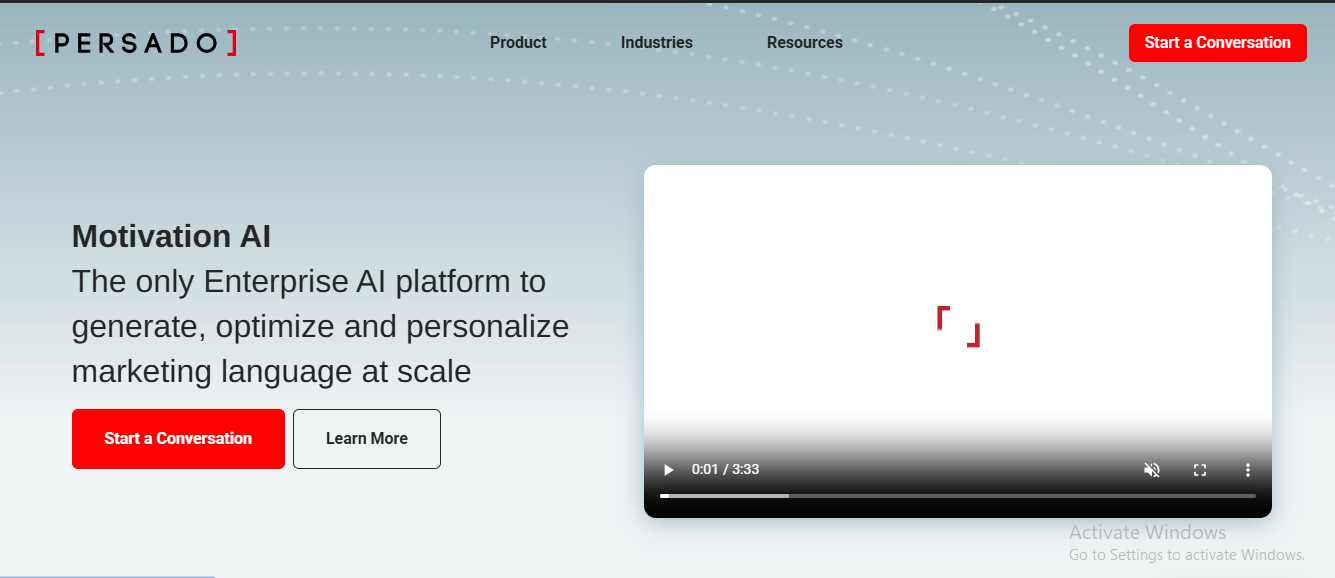 [PERSADO]
Product
Industries
Resources
Start a Conversation
Motivation AI
The only Enterprise AI platform to
generate, optimize and personalize
marketing language at scale
Start a Conversation
Learn More
0:01 / 3:33
Activate Windows
Go to Settings to activate Windows.